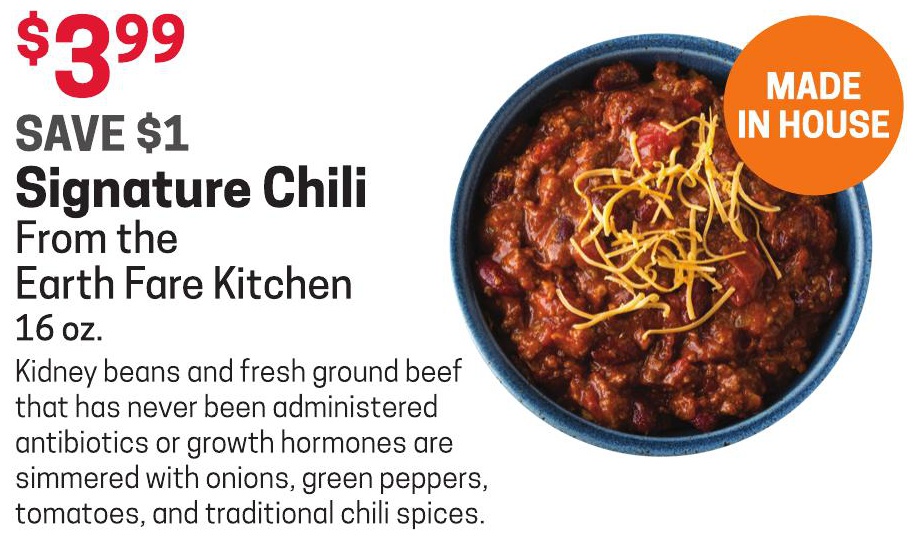 $3.99
SAVE $1
Signature Chili
From the
Earth Fare Kitchen
16 oz.
Kidney beans and fresh ground beef
that has never been administered
antibiotics or growth hormones are
simmered with onions, green peppers,
tomatoes, and traditional chili spices.
MADE
IN HOUSE